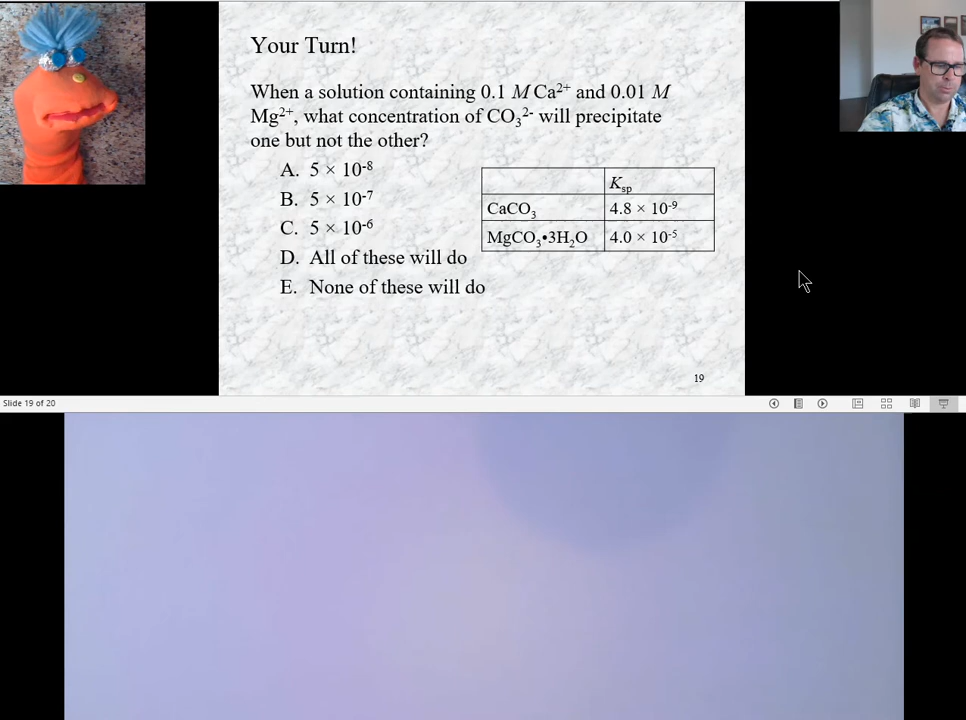 Your Turn!
When a solution containing 0.1 M Ca²⁺ and 0.01 M
Mg²⁺, what concentration of CO₃²⁻ will precipitate
one but not the other?
A. 5 × 10⁻⁸
B. 5 × 10⁻⁷
C. 5 × 10⁻⁶
D. All of these will do
E. None of these will do
Kₛₚ
CaCO₃ 4.8 × 10⁻⁹
MgCO₃•3H₂O 4.0 × 10⁻⁵
19
Slide 19 of 20